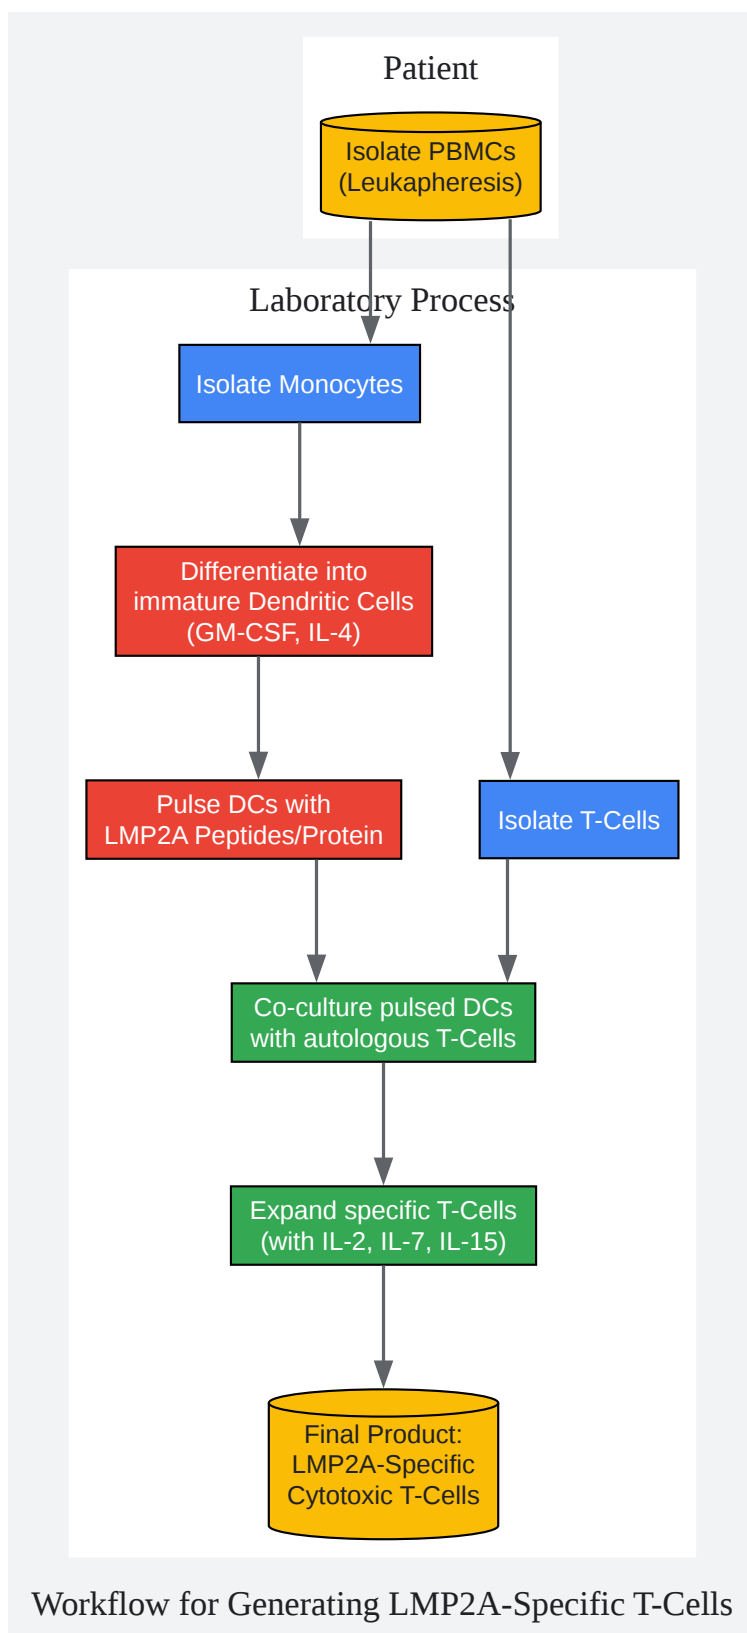 Patient
Isolate PBMCs
(Leukapheresis)
Laboratory Process
Isolate Monocytes
Differentiate into
immature Dendritic Cells
(GM-CSF, IL-4)
Pulse DCs with
LMP2A Peptides/Protein
Isolate T-Cells
Co-culture pulsed DCs
with autologous T-Cells
Expand specific T-Cells
(with IL-2, IL-7, IL-15)
Final Product:
LMP2A-Specific
Cytotoxic T-Cells
Workflow for Generating LMP2A-Specific T-Cells